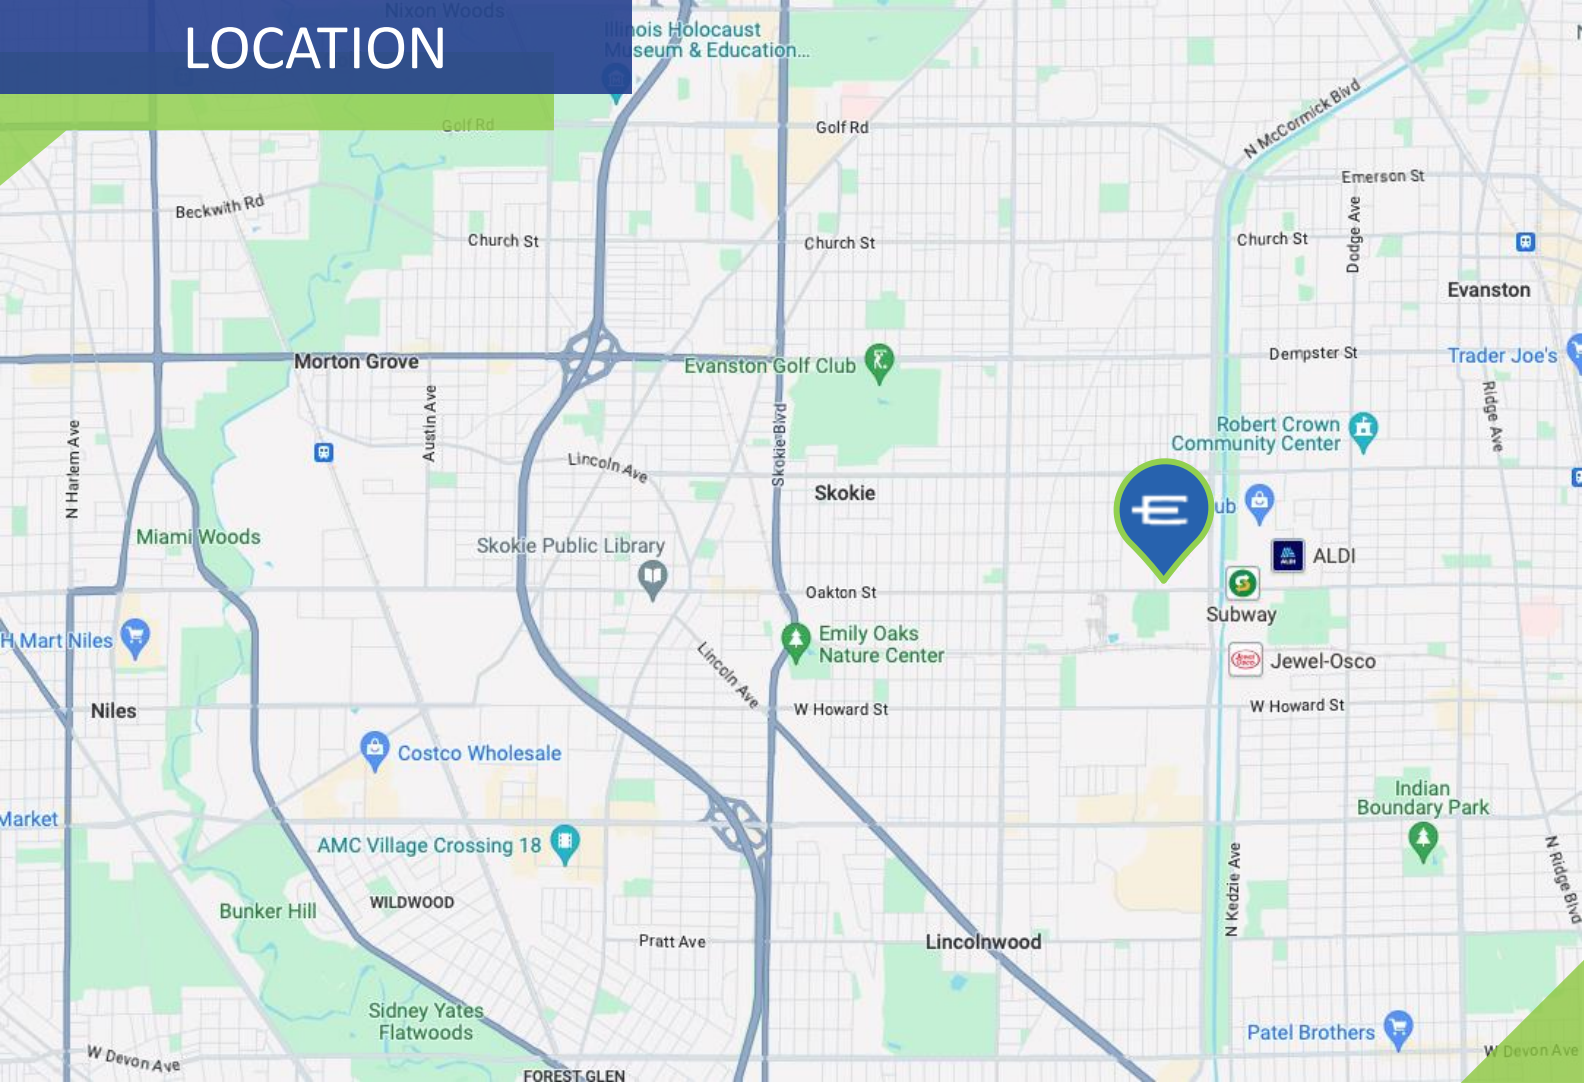 LOCATION
Nixon Woods
Illinois Holocaust
Museum & Education...
Golf Rd
Golf Rd
N McCormick Blvd
Emerson St
Beckwith Rd
Church St
Church St
Church St
Dodge Ave
Evanston
Morton Grove
Evanston Golf Club
Dempster St
Trader Joe's
Austin Ave
N Harlem Ave
Skokie Blvd
Ridge Ave
Robert Crown
Community Center
Lincoln Ave
Skokie
E
ub
Miami Woods
Skokie Public Library
ALDI
ALDI
Oakton St
Subway
H Mart Niles
Emily Oaks
Nature Center
Lincoln Ave
Jewel
Osco
Jewel-Osco
Niles
W Howard St
W Howard St
Costco Wholesale
Indian
Boundary Park
Market
AMC Village Crossing 18
N Kedzie Ave
N Ridge Blvd
WILDWOOD
Bunker Hill
Pratt Ave
Lincolnwood
Sidney Yates
Flatwoods
Patel Brothers
W Devon Ave
W Devon Ave
FOREST GLEN